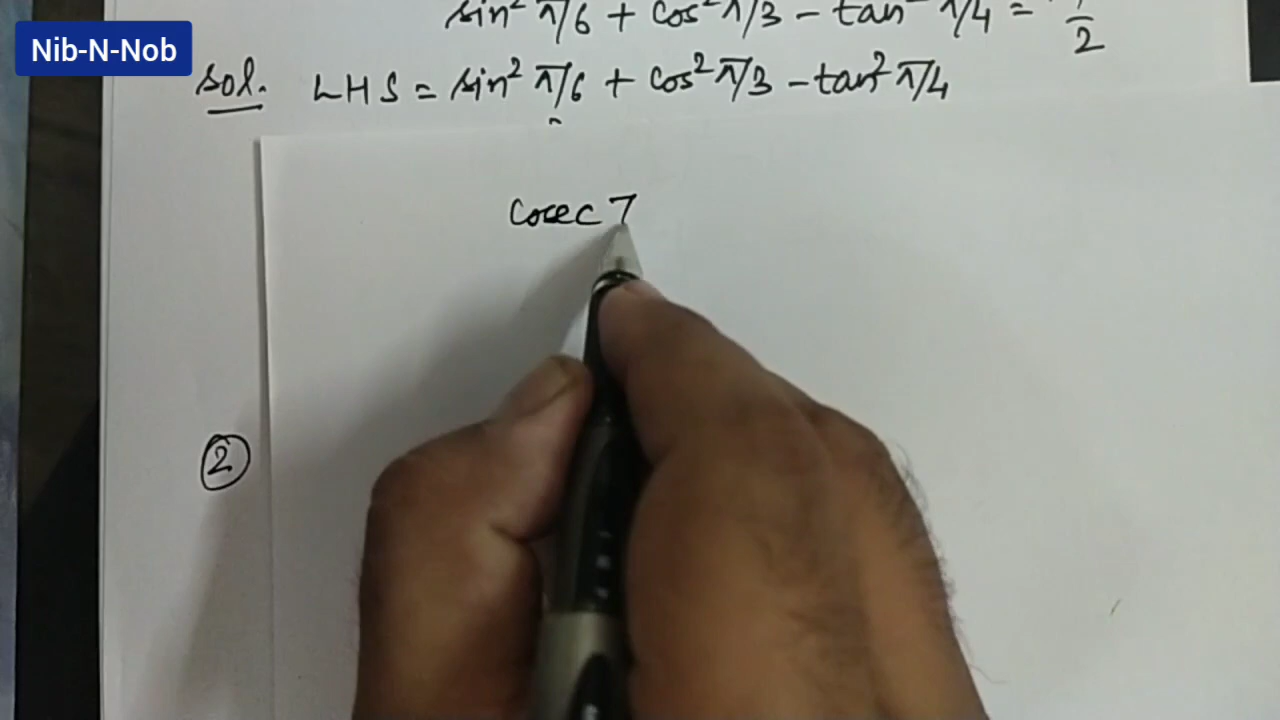 Nib-N-Nob
sin² π/6 + cos² π/3 - tan² π/4 = /2
sol. LHS = sin² π/6 + cos² π/3 - tan² π/4
cosec 7
②